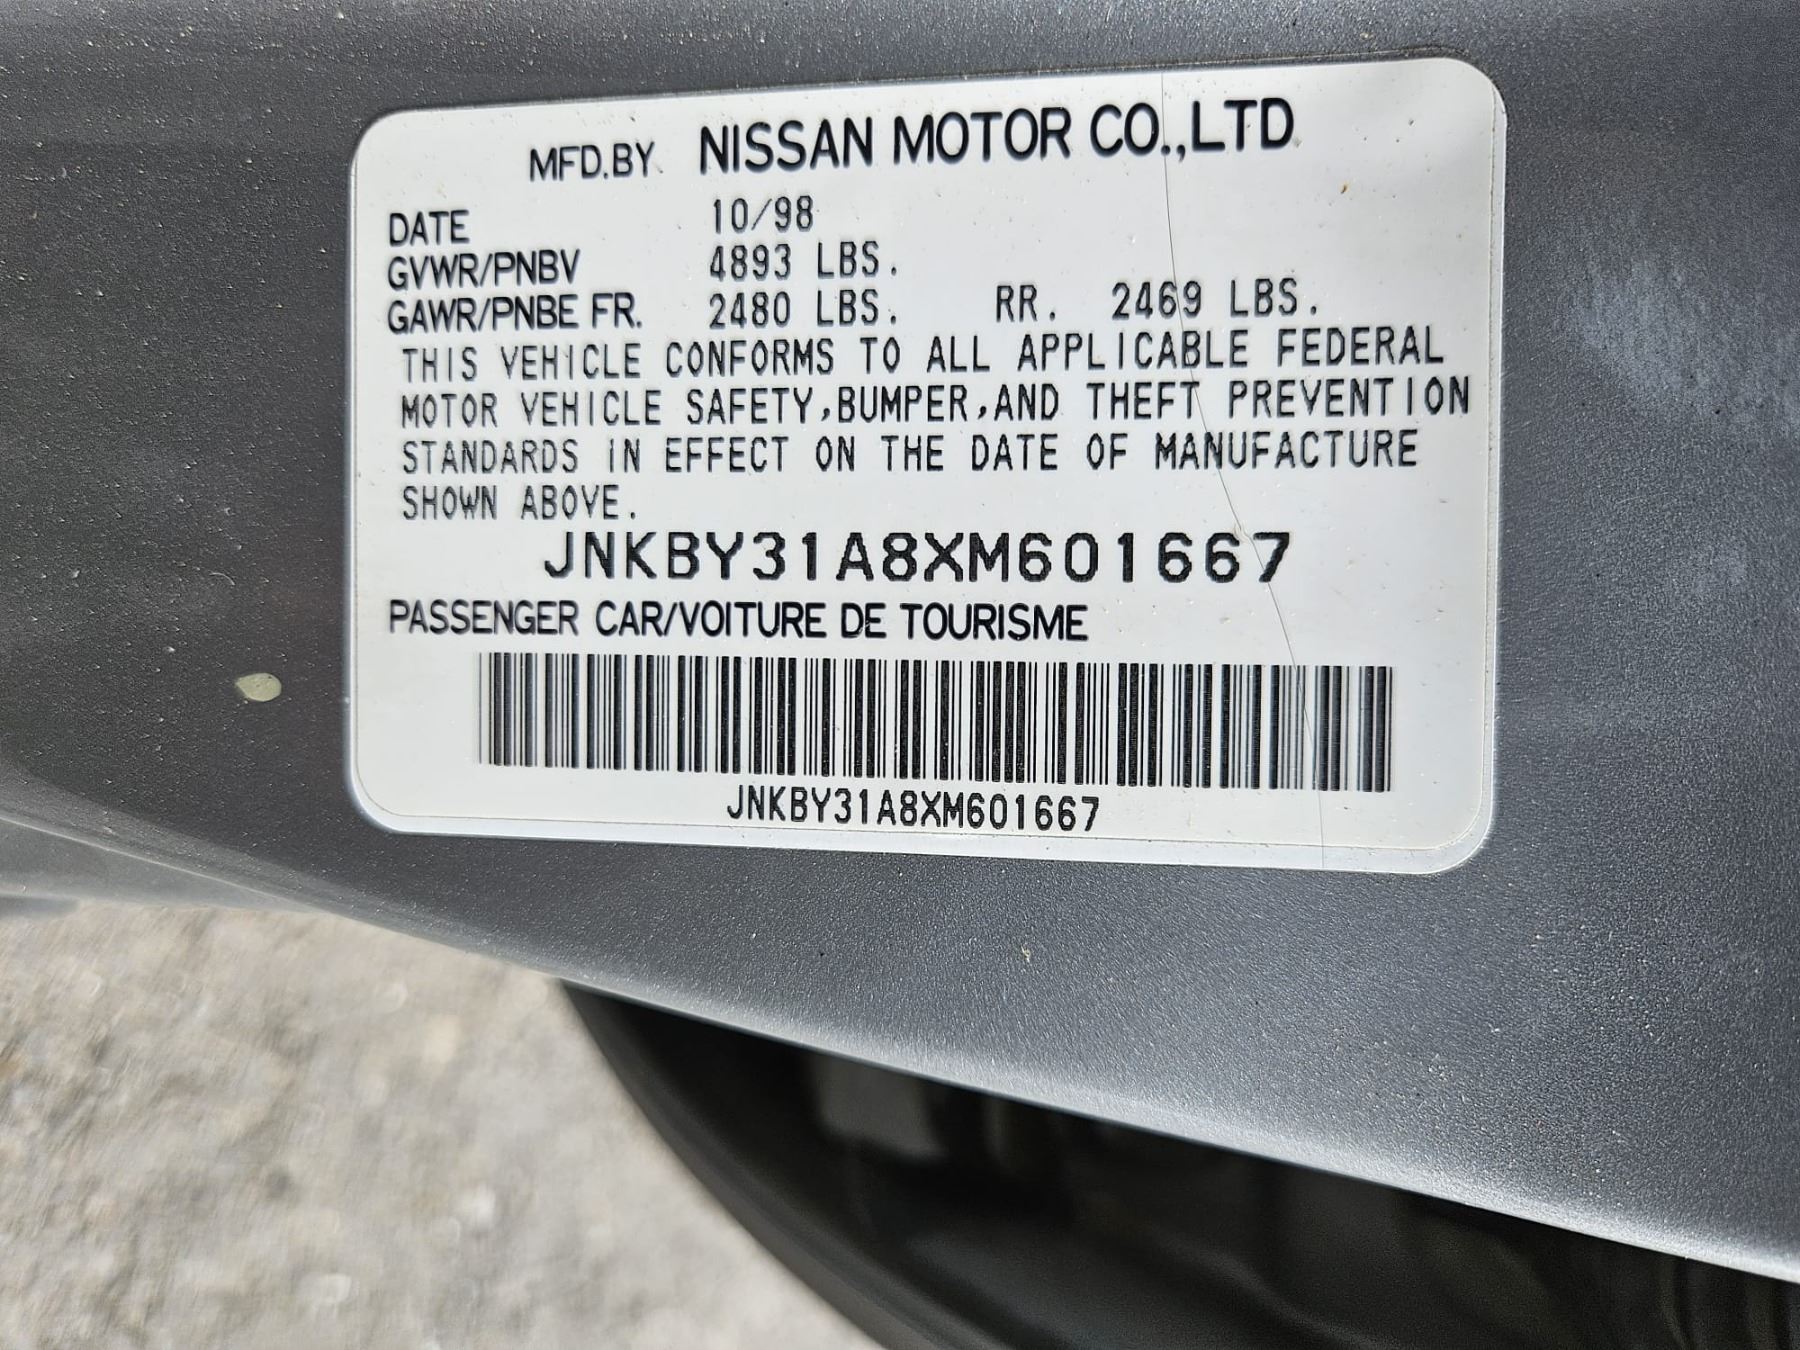 MFD.BY NISSAN MOTOR CO.,LTD
DATE 10/98
GVWR/PNBV 4893 LBS.
GAWR/PNBE FR. 2480 LBS. RR. 2469 LBS.
THIS VEHICLE CONFORMS TO ALL APPLICABLE FEDERAL
MOTOR VEHICLE SAFETY,BUMPER,AND THEFT PREVENTION
STANDARDS IN EFFECT ON THE DATE OF MANUFACTURE
SHOWN ABOVE.
JNKBY31A8XM601667
PASSENGER CAR/VOITURE DE TOURISME
JNKBY31A8XM601667